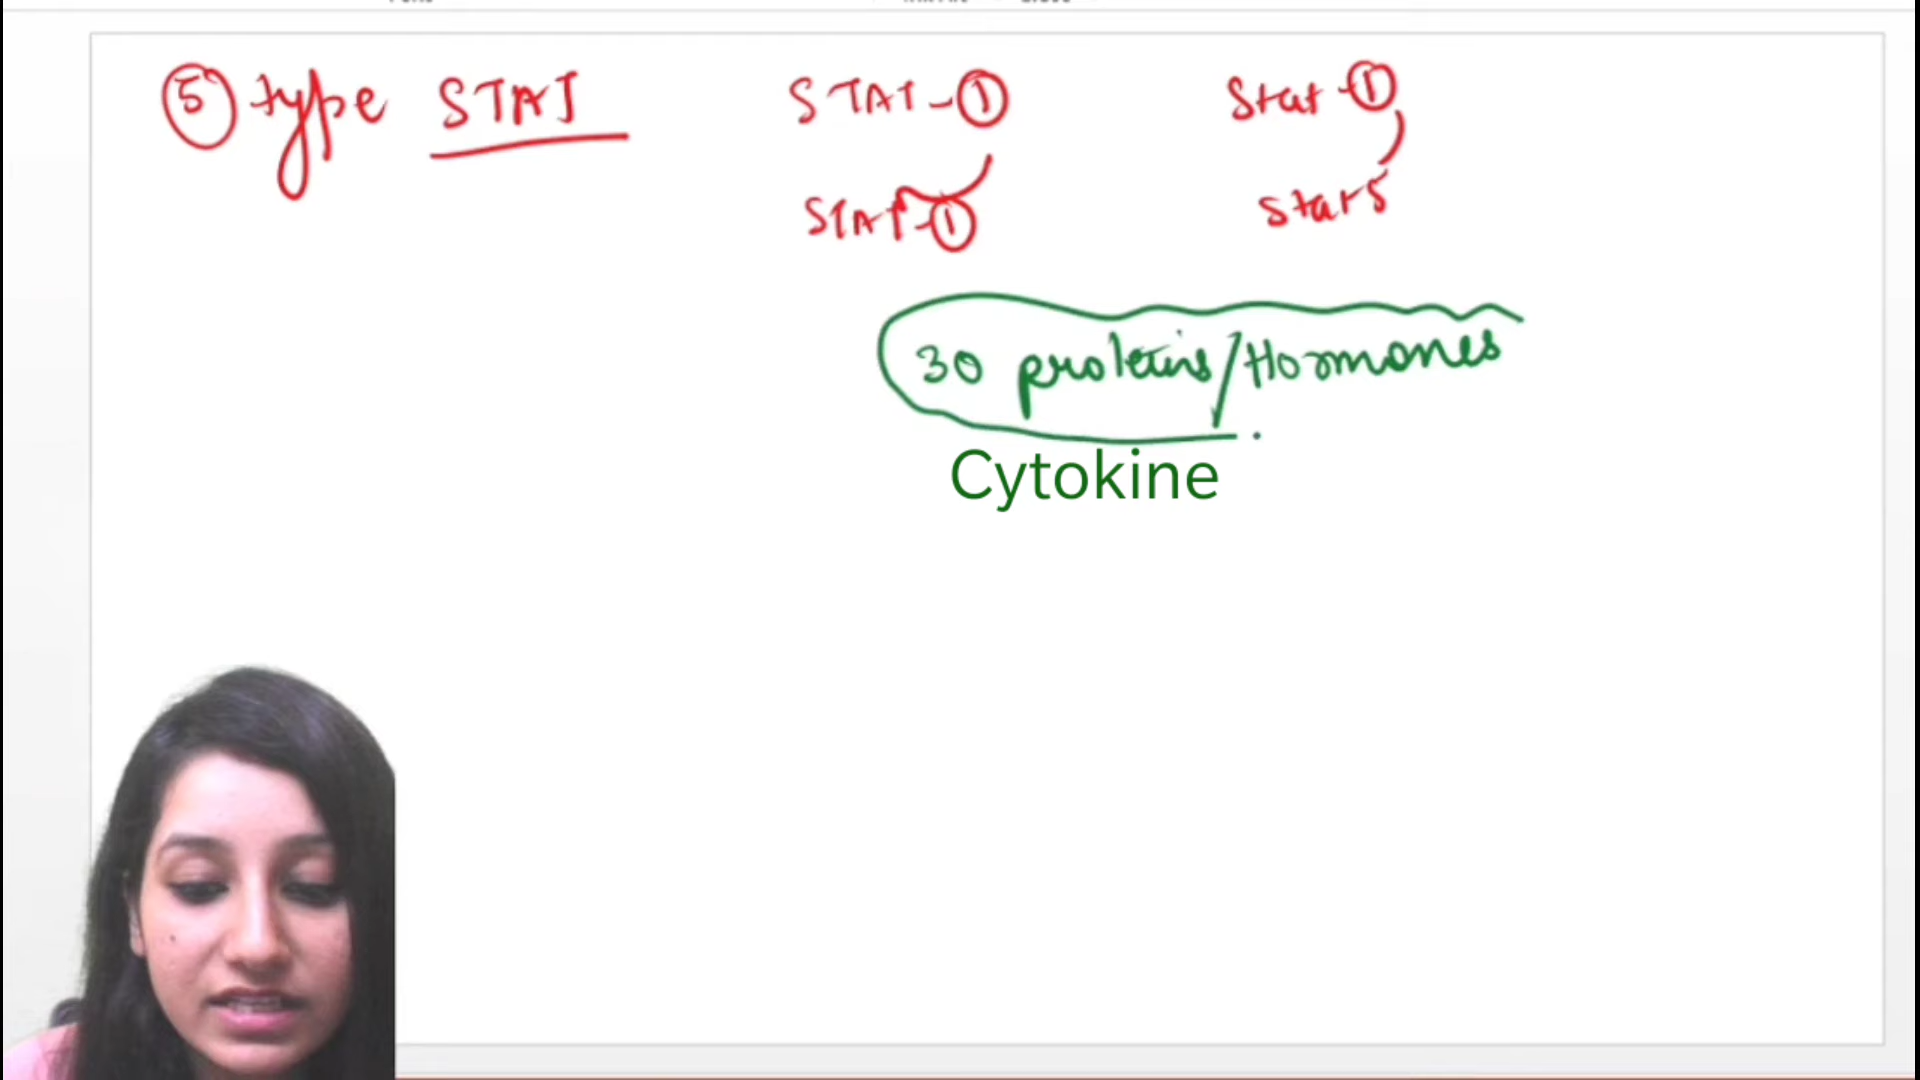 5 type STAT
STAT-1
STAT-1
Stat-1
Stat5
30 proteins/Hormones
Cytokine